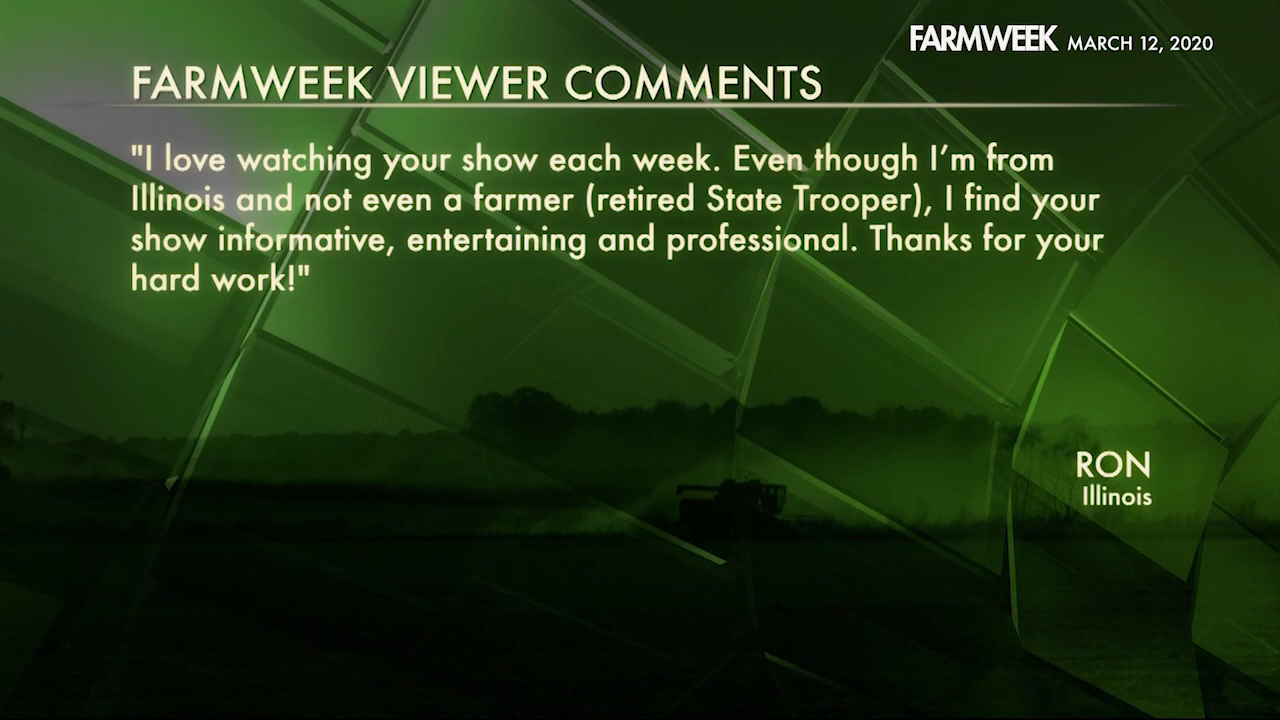 FARMWEEK MARCH 12, 2020
FARMWEEK VIEWER COMMENTS
"I love watching your show each week. Even though I’m from
Illinois and not even a farmer (retired State Trooper), I find your
show informative, entertaining and professional. Thanks for your
hard work!"
RON
Illinois